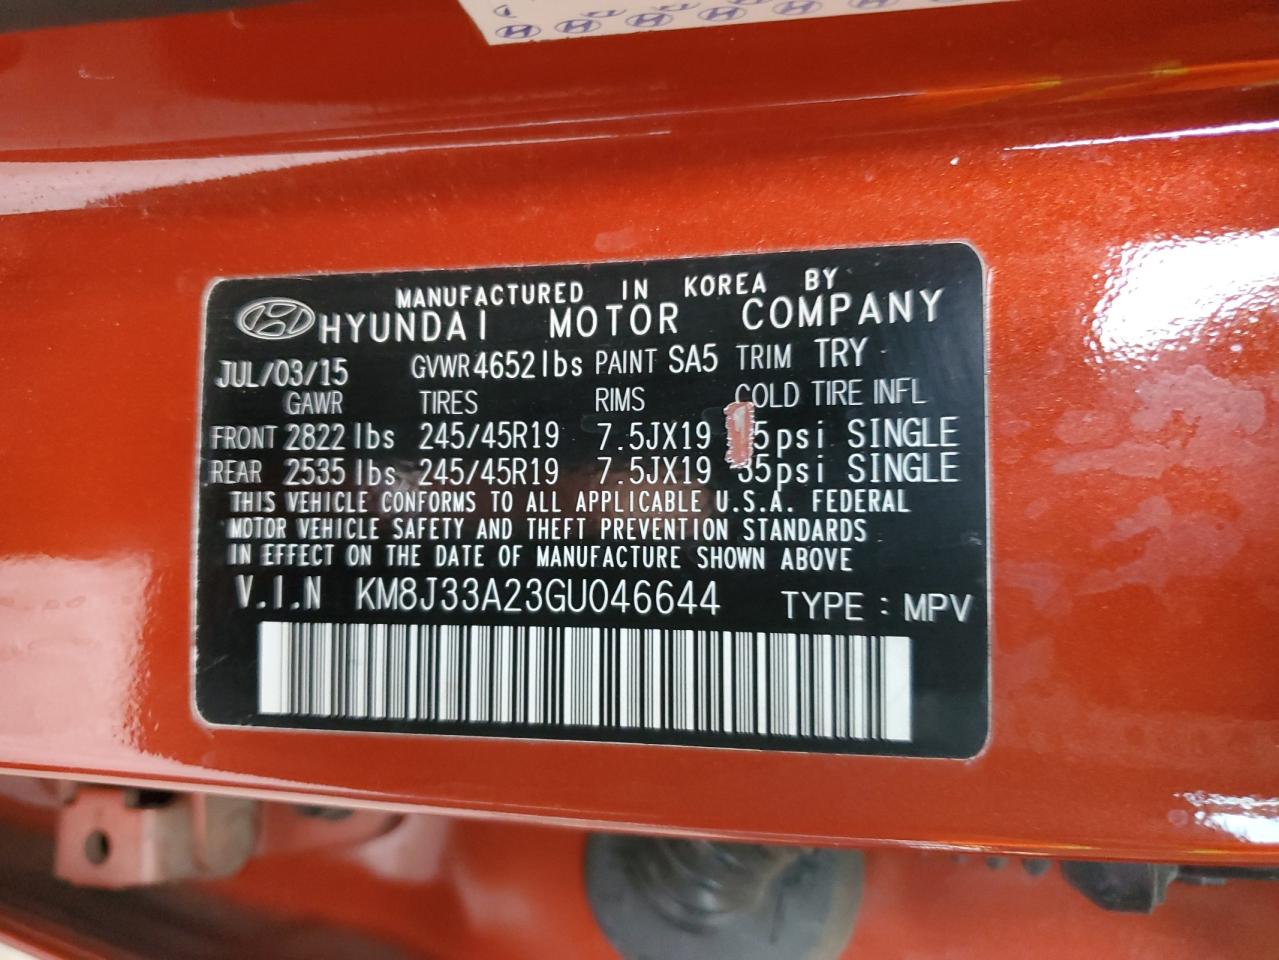 MANUFACTURED IN KOREA BY
HYUNDAI MOTOR COMPANY
JUL/03/15 GVWR 4652 lbs PAINT SA5 TRIM TRY
GAWR TIRES RIMS COLD TIRE INFL
FRONT 2822 lbs 245/45R19 7.5JX19 5psi SINGLE
REAR 2535 lbs 245/45R19 7.5JX19 35psi SINGLE
THIS VEHICLE CONFORMS TO ALL APPLICABLE U.S.A. FEDERAL
MOTOR VEHICLE SAFETY AND THEFT PREVENTION STANDARDS
IN EFFECT ON THE DATE OF MANUFACTURE SHOWN ABOVE
V.I.N KM8J33A23GU046644 TYPE : MPV